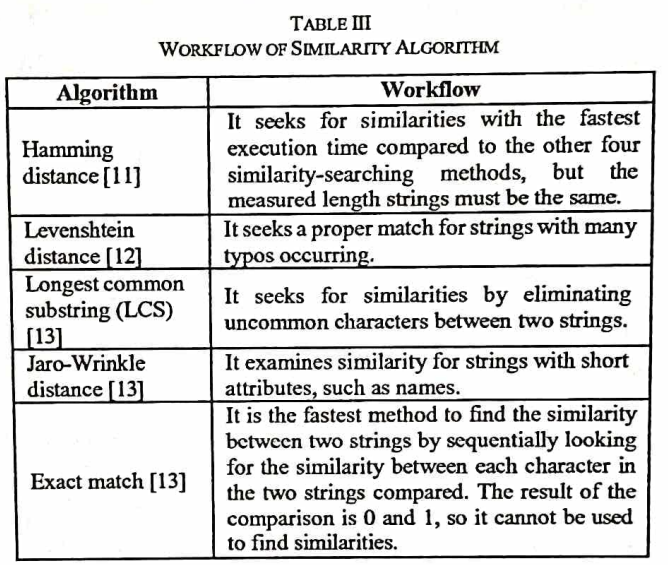 TABLE III
WORKFLOW OF SIMILARITY ALGORITHM
Algorithm
Workflow
Hamming
distance [11]
It seeks for similarities with the fastest
execution time compared to the other four
similarity-searching methods, but the
measured length strings must be the same.
Levenshtein
distance [12]
It seeks a proper match for strings with many
typos occurring.
Longest common
substring (LCS)
[13]
It seeks for similarities by eliminating
uncommon characters between two strings.
Jaro-Wrinkle
distance [13]
It examines similarity for strings with short
attributes, such as names.
Exact match [13]
It is the fastest method to find the similarity
between two strings by sequentially looking
for the similarity between each character in
the two strings compared. The result of the
comparison is 0 and 1, so it cannot be used
to find similarities.